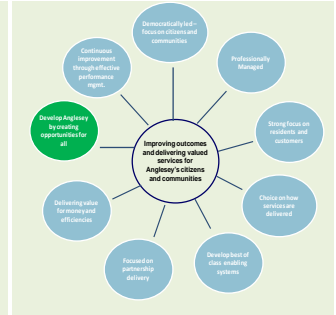 Democratically led –
focus on citizens and
communities
Professionally
Managed
Strong focus on
residents and
customers
Choice on how
services are
delivered
Develop best of
class enabling
systems
Focused on
partnership
delivery
Delivering value
for money and
efficiencies
Develop Anglesey
by creating
opportunities for
all
Continuous
improvement
through effective
performance
mgmt.
Improving outcomes
and delivering valued
services for
Anglesey's citizens
and communities